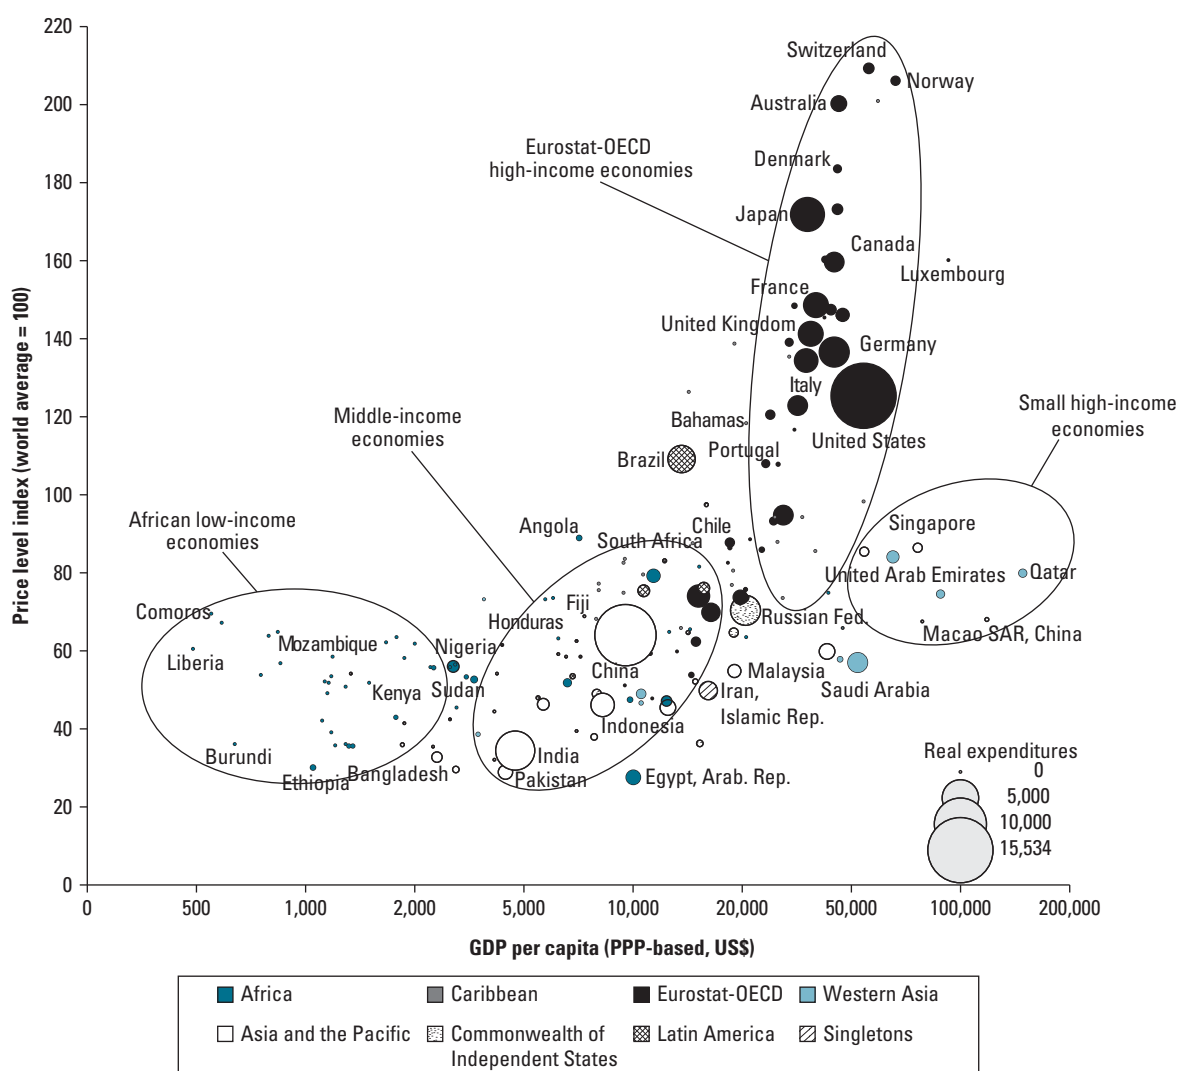 220
200
180
160
140
120
100
80
60
40
20
0
Price level index (world average = 100)
Switzerland
Norway
Australia
Eurostat-OECD
high-income economies
Denmark
Japan
Canada
Luxembourg
France
United Kingdom
Germany
Italy
Middle-income
economies
Bahamas
Small high-income
economies
United States
Portugal
Brazil
African low-income
economies
Angola
Chile
Singapore
South Africa
United Arab Emirates
Qatar
Comoros
Fiji
Honduras
Russian Fed.
Macao SAR, China
Mozambique
Nigeria
Liberia
China
Malaysia
Kenya
Sudan
Iran,
Islamic Rep.
Saudi Arabia
Indonesia
Burundi
India
Ethiopia
Bangladesh
Pakistan
Egypt, Arab. Rep.
Real expenditures
0
5,000
10,000
15,534
0
500
1,000
2,000
5,000
10,000
20,000
50,000
100,000
200,000
GDP per capita (PPP-based, US$)
Africa
Caribbean
Eurostat-OECD
Western Asia
Asia and the Pacific
Commonwealth of
Independent States
Latin America
Singletons